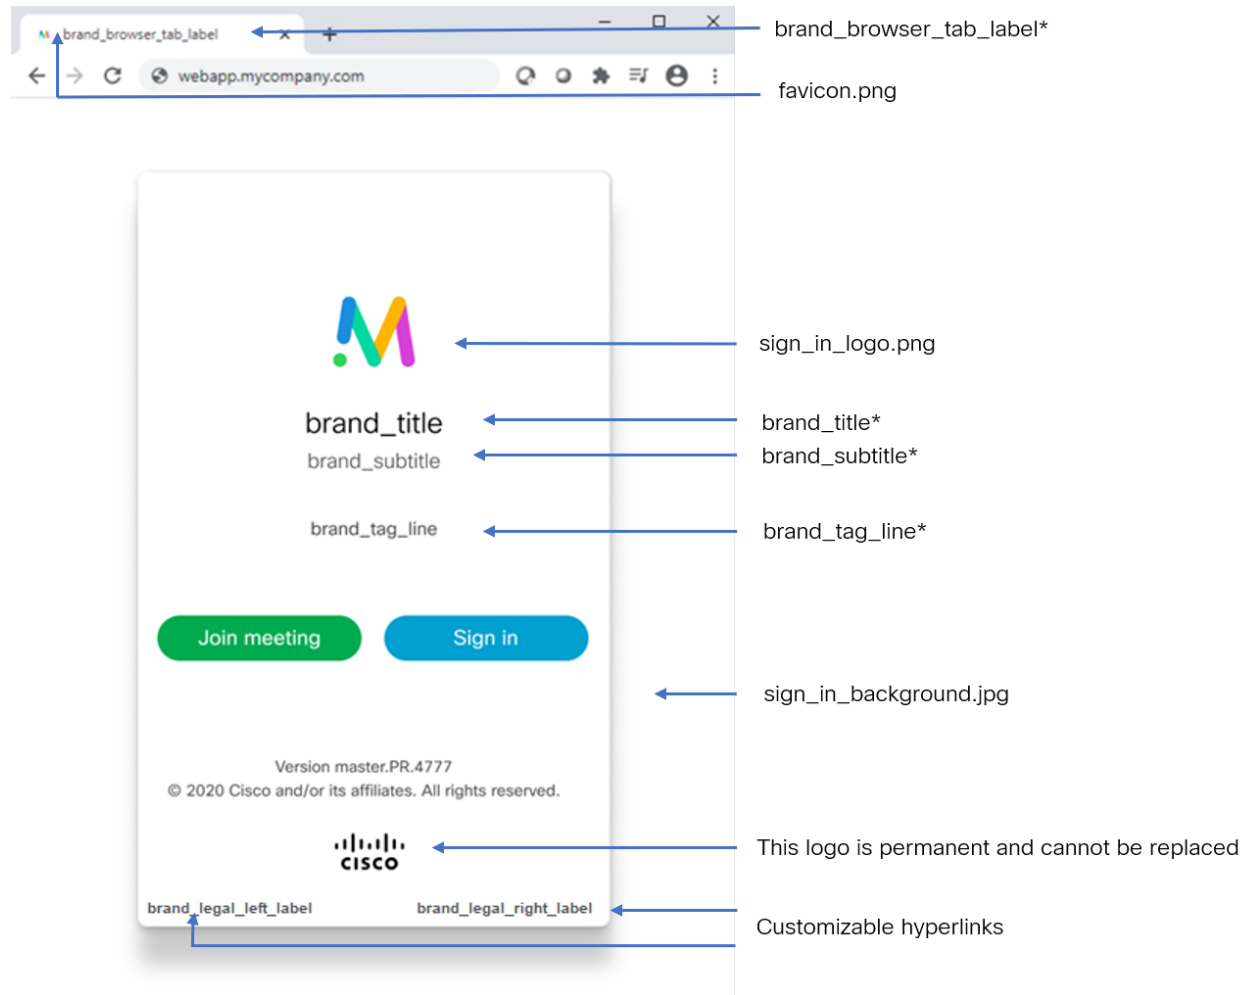 brand_browser_tab_label
brand_browser_tab_label*
webapp.mycompany.com
favicon.png
sign_in_logo.png
brand_title
brand_title*
brand_subtitle
brand_subtitle*
brand_tag_line
brand_tag_line*
Join meeting
Sign in
sign_in_background.jpg
Version master.PR.4777
© 2020 Cisco and/or its affiliates. All rights reserved.
CISCO
This logo is permanent and cannot be replaced
brand_legal_left_label
brand_legal_right_label
Customizable hyperlinks